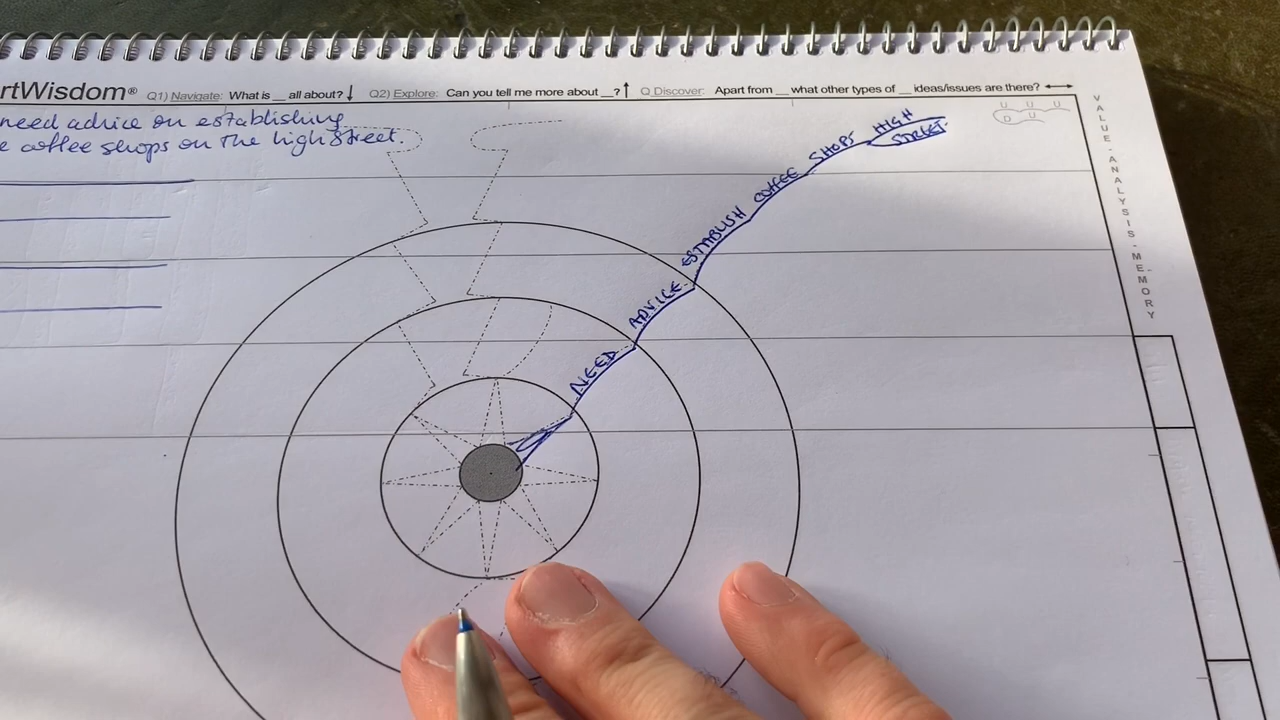 rtWisdom® Q1) Navigate: What is __ all about?↓ Q2) Explore: Can you tell me more about __?↑ Q Discover: Apart from __ what other types of __ ideas/issues are there? ↔
need advice on establishing
e coffee shops on the high street.
NEED ADVICE ESTABLISH COFFEE SHOPS HIGH
STREET.
U U U
D U
VALUE-ANALYSIS-MEMORY